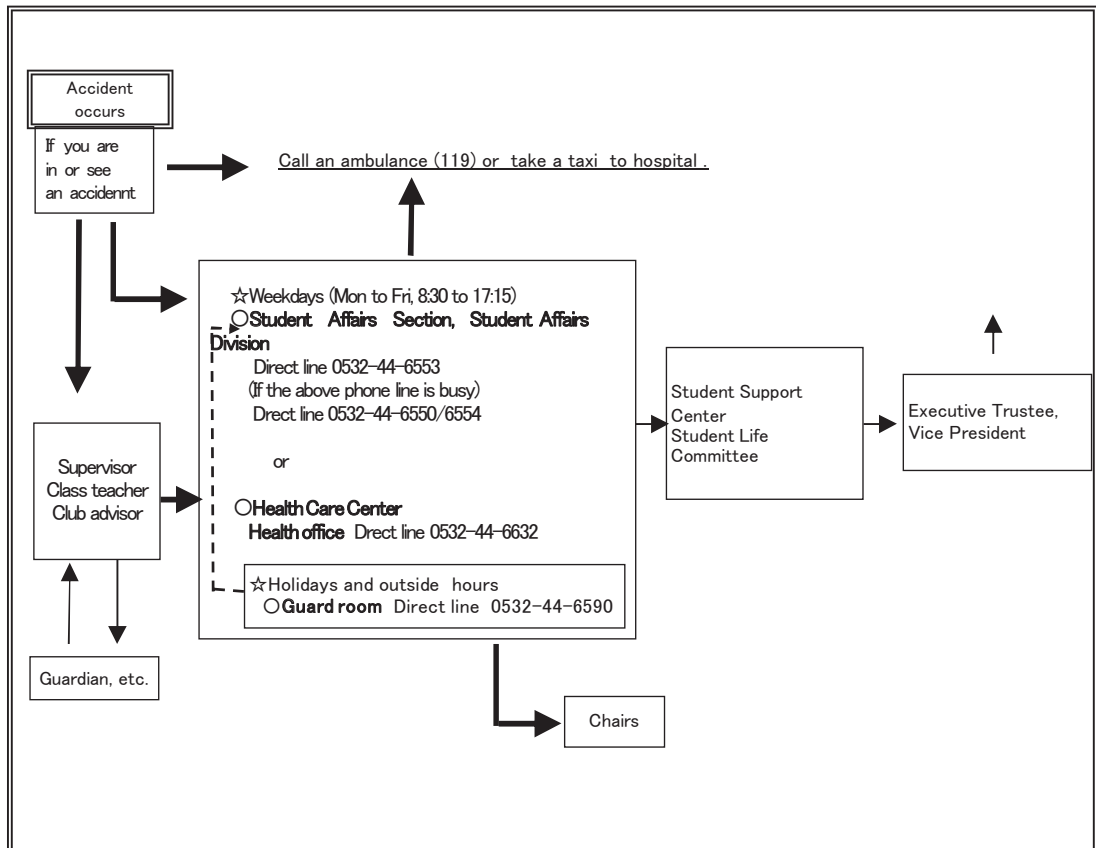 Accident
occurs
If you are
in or see
an accidennt
Call an ambulance (119) or take a taxi to hospital .
☆Weekdays (Mon to Fri, 8:30 to 17:15)
○Student Affairs Section, Student Affairs
Division
Direct line 0532-44-6553
(If the above phone line is busy)
Drect line 0532-44-6550/6554
or
○Health Care Center
Health office Drect line 0532-44-6632
☆Holidays and outside hours
○Guard room Direct line 0532-44-6590
Supervisor
Class teacher
Club advisor
Guardian, etc.
Student Support
Center
Student Life
Committee
Executive Trustee,
Vice President
Chairs